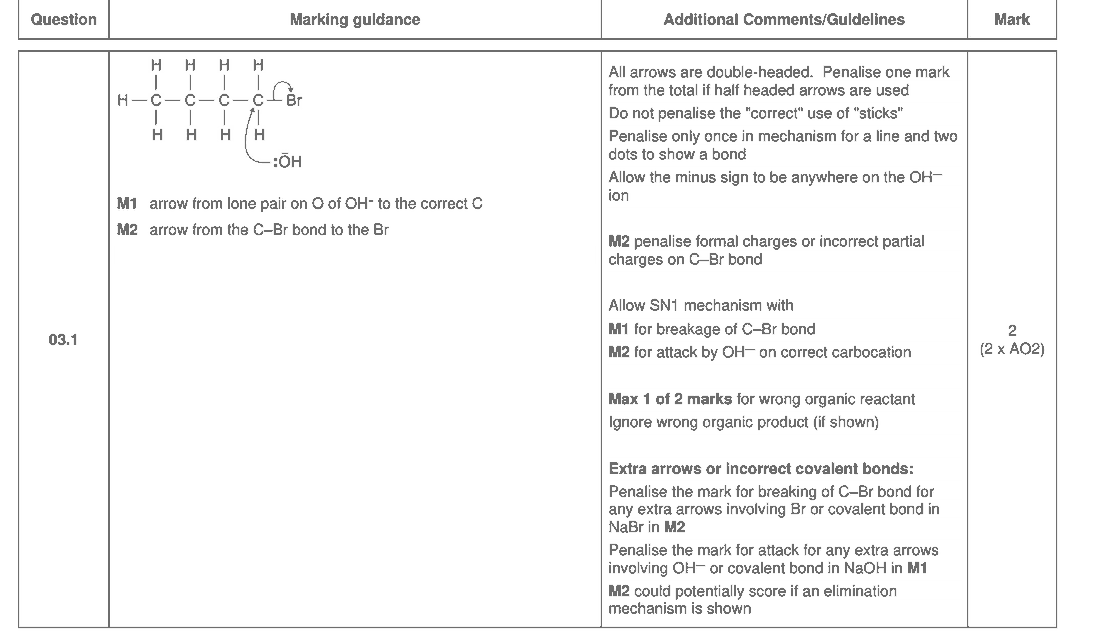 Question Marking guidance Additional Comments/Guidelines Mark
03.1
H H H H
H – C – C – C – C – Br
H H H H
:ŌH
M1 arrow from lone pair on O of OH⁻ to the correct C
M2 arrow from the C–Br bond to the Br
All arrows are double-headed. Penalise one mark
from the total if half headed arrows are used
Do not penalise the "correct" use of "sticks"
Penalise only once in mechanism for a line and two
dots to show a bond
Allow the minus sign to be anywhere on the OH⁻
ion
M2 penalise formal charges or incorrect partial
charges on C–Br bond
Allow SN1 mechanism with
M1 for breakage of C–Br bond
M2 for attack by OH⁻ on correct carbocation
Max 1 of 2 marks for wrong organic reactant
Ignore wrong organic product (if shown)
Extra arrows or incorrect covalent bonds:
Penalise the mark for breaking of C–Br bond for
any extra arrows involving Br or covalent bond in
NaBr in M2
Penalise the mark for attack for any extra arrows
involving OH⁻ or covalent bond in NaOH in M1
M2 could potentially score if an elimination
mechanism is shown
2
(2 x AO2)